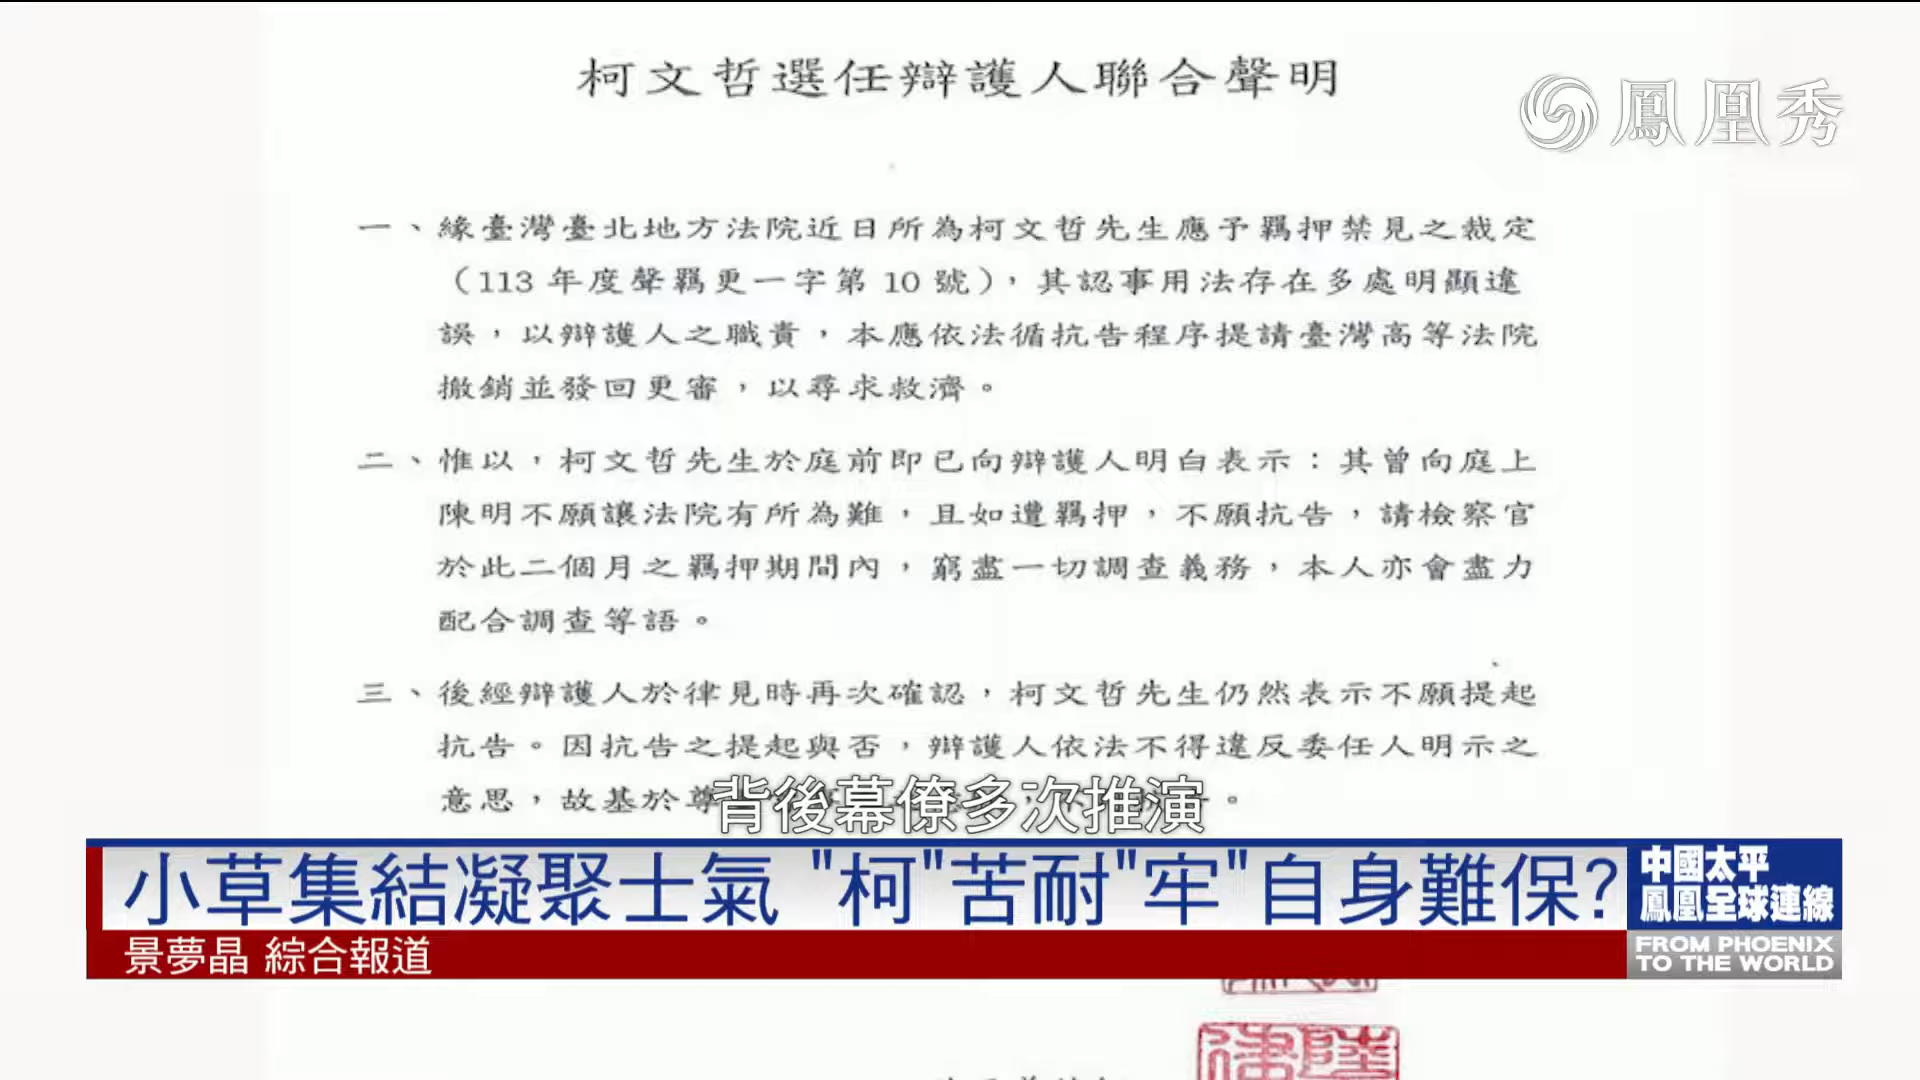 柯文哲選任辯護人聯合聲明
鳳凰秀
一、緣臺灣臺北地方法院近日所為柯文哲先生應予羈押禁見之裁定
（113 年度聲羈更一字第 10 號），其認事用法存在多處明顯違
誤，以辯護人之職責，本應依法循抗告程序提請臺灣高等法院
撤銷並發回更審，以尋求救濟。
二、惟以，柯文哲先生於庭前即已向辯護人明白表示：其曾向庭上
陳明不願讓法院有所為難，且如遭羈押，不願抗告，請檢察官
於此二個月之羈押期間內，窮盡一切調查義務，本人亦會盡力
配合調查等語。
三、後經辯護人於律見時再次確認，柯文哲先生仍然表示不願提起
抗告。因抗告之提起與否，辯護人依法不得違反委任人明示之
意思，故基於尊
背後幕僚多次推演
小草集結凝聚士氣 "柯"苦耐"牢"自身難保?
中國太平
鳳凰全球連線
景夢晶 綜合報道
FROM PHOENIX
TO THE WORLD
律陸